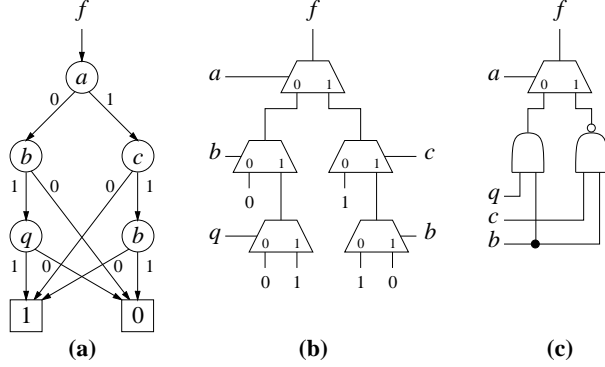 f f f
a a a
0 1 0 1 0 1
b c b c
0 1 0 1
1 0 0 1
0 1 q
q b q b c
0 1 0 1 b
1 0 0 1
1 0 0 1 1 0
(a) (b) (c)